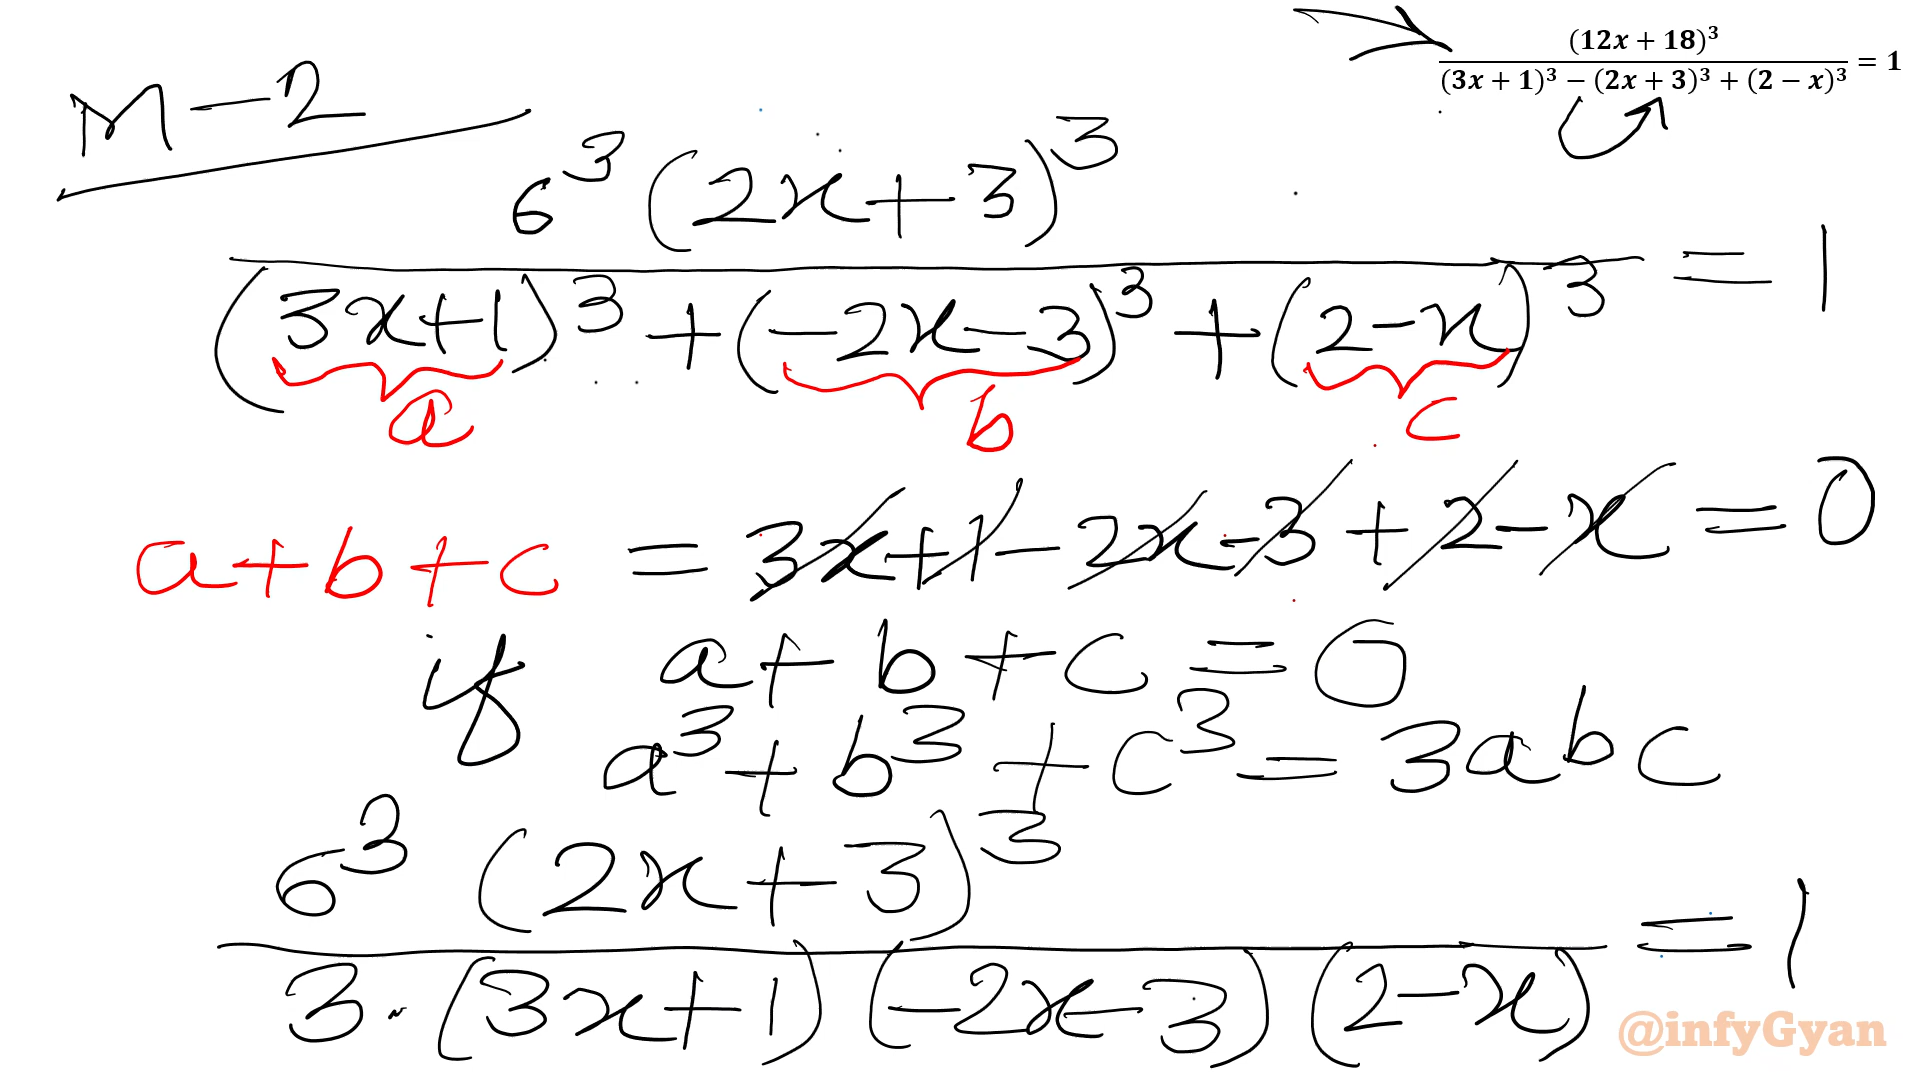 (12x + 18)³ / ((3x + 1)³ − (2x + 3)³ + (2 − x)³) = 1
M-2
6³ (2x+3)³ / ((3x+1)³ + (-2x-3)³ + (2-x)³) = 1
a b c
a+b+c = 3x+1-2x-3+2-x = 0
if a+b+c = 0
a³+b³+c³ = 3abc
6³ (2x+3)³ / (3·(3x+1)(-2x-3)(2-x)) = 1
@infyGyan